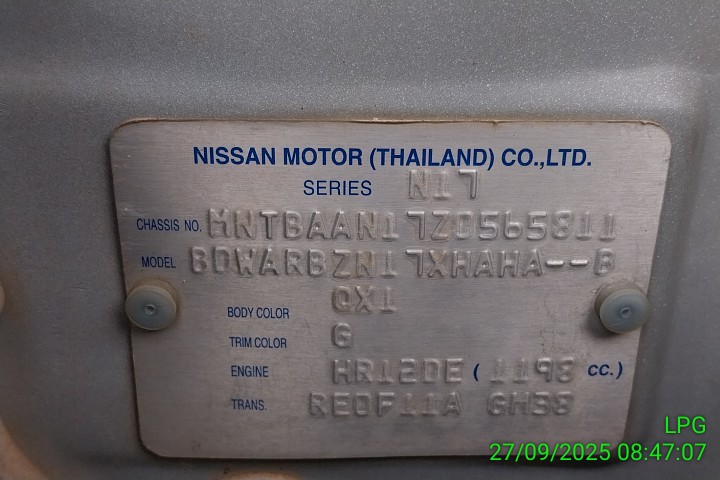 NISSAN MOTOR (THAILAND) CO.,LTD.
SERIES N17
CHASSIS NO. MNTBAAN17Z0565811
MODEL BDWARBZN17XHAHA--B
BODY COLOR QX1
TRIM COLOR G
ENGINE HR12DE ( 1198 CC.)
TRANS. RE0F11A GH38
LPG
27/09/2025 08:47:07